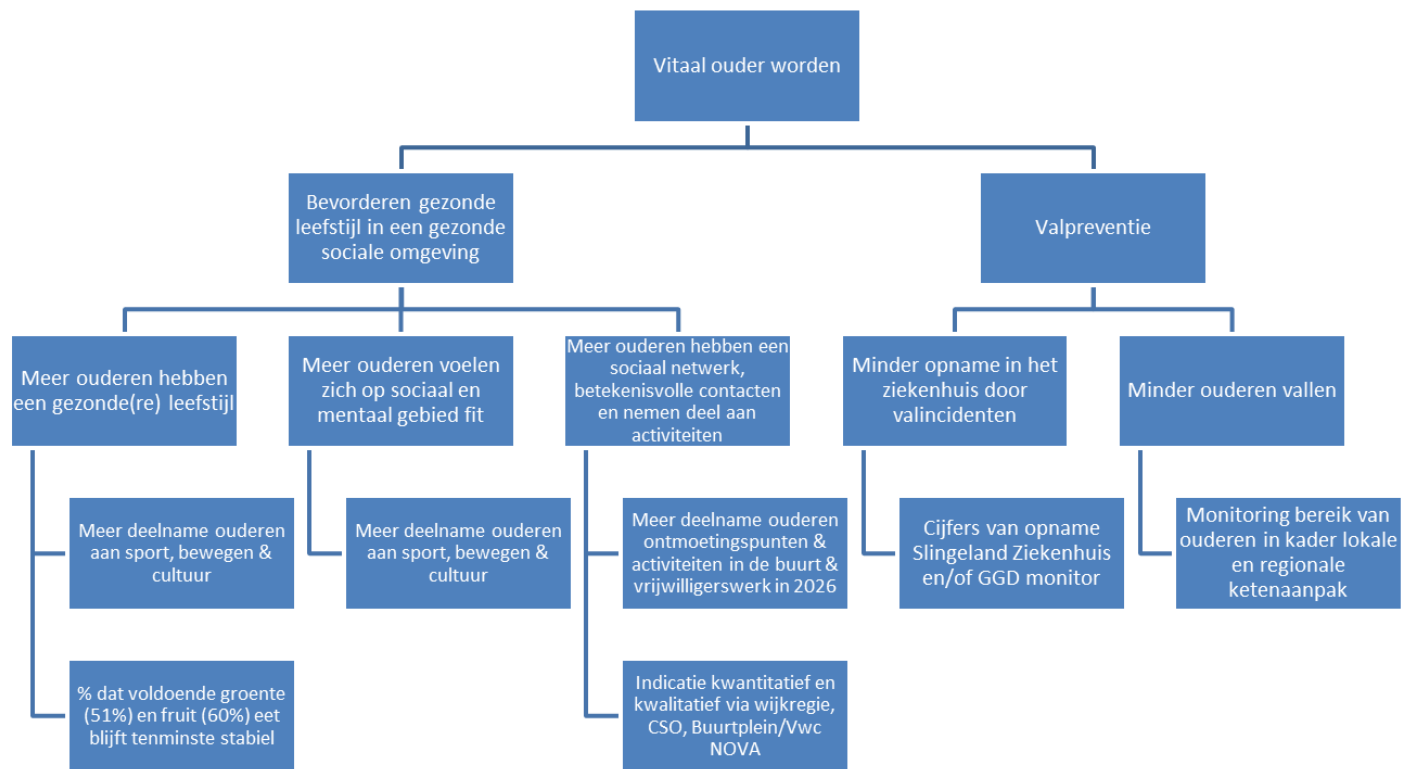 Vitaal ouder worden
Bevorderen gezonde
leefstijl in een gezonde
sociale omgeving
Valpreventie
Meer ouderen hebben
een gezonde(re) leefstijl
Meer ouderen voelen
zich op sociaal en
mentaal gebied fit
Meer ouderen hebben een
sociaal netwerk,
betekenisvolle contacten
en nemen deel aan
activiteiten
Minder opname in het
ziekenhuis door
valincidenten
Minder ouderen vallen
Meer deelname ouderen
aan sport, bewegen &
cultuur
Meer deelname ouderen
aan sport, bewegen &
cultuur
Meer deelname ouderen
ontmoetingspunten &
activiteiten in de buurt &
vrijwilligerswerk in 2026
Cijfers van opname
Slingeland Ziekenhuis
en/of GGD monitor
Monitoring bereik van
ouderen in kader lokale
en regionale
ketenaanpak
% dat voldoende groente
(51%) en fruit (60%) eet
blijft tenminste stabiel
Indicatie kwantitatief en
kwalitatief via wijkregie,
CSO, Buurtplein/Vwc
NOVA